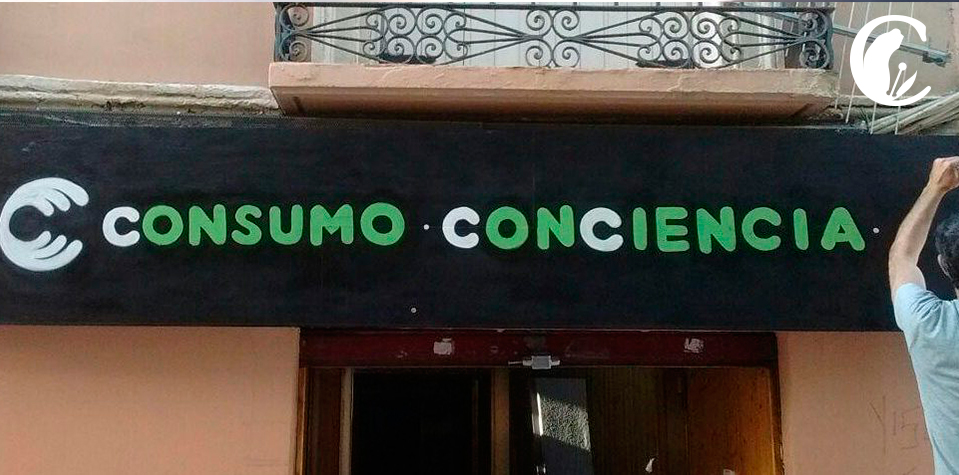 CONSUMO · CONCIENCIA ·